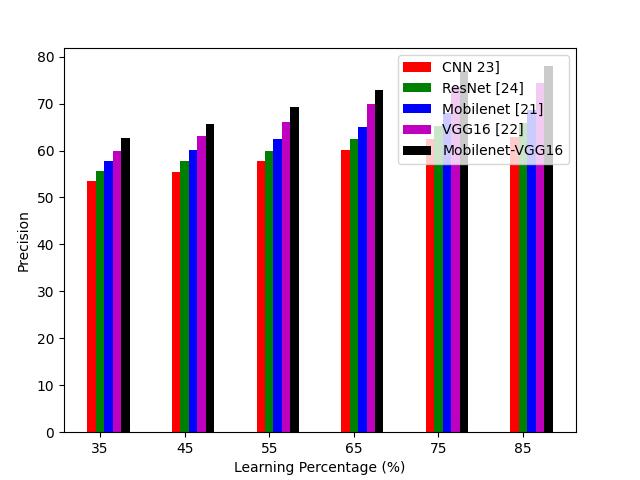 80
70
60
50
40
30
20
10
0
Precision
35 45 55 65 75 85
Learning Percentage (%)
CNN 23]
ResNet [24]
Mobilenet [21]
VGG16 [22]
Mobilenet-VGG16